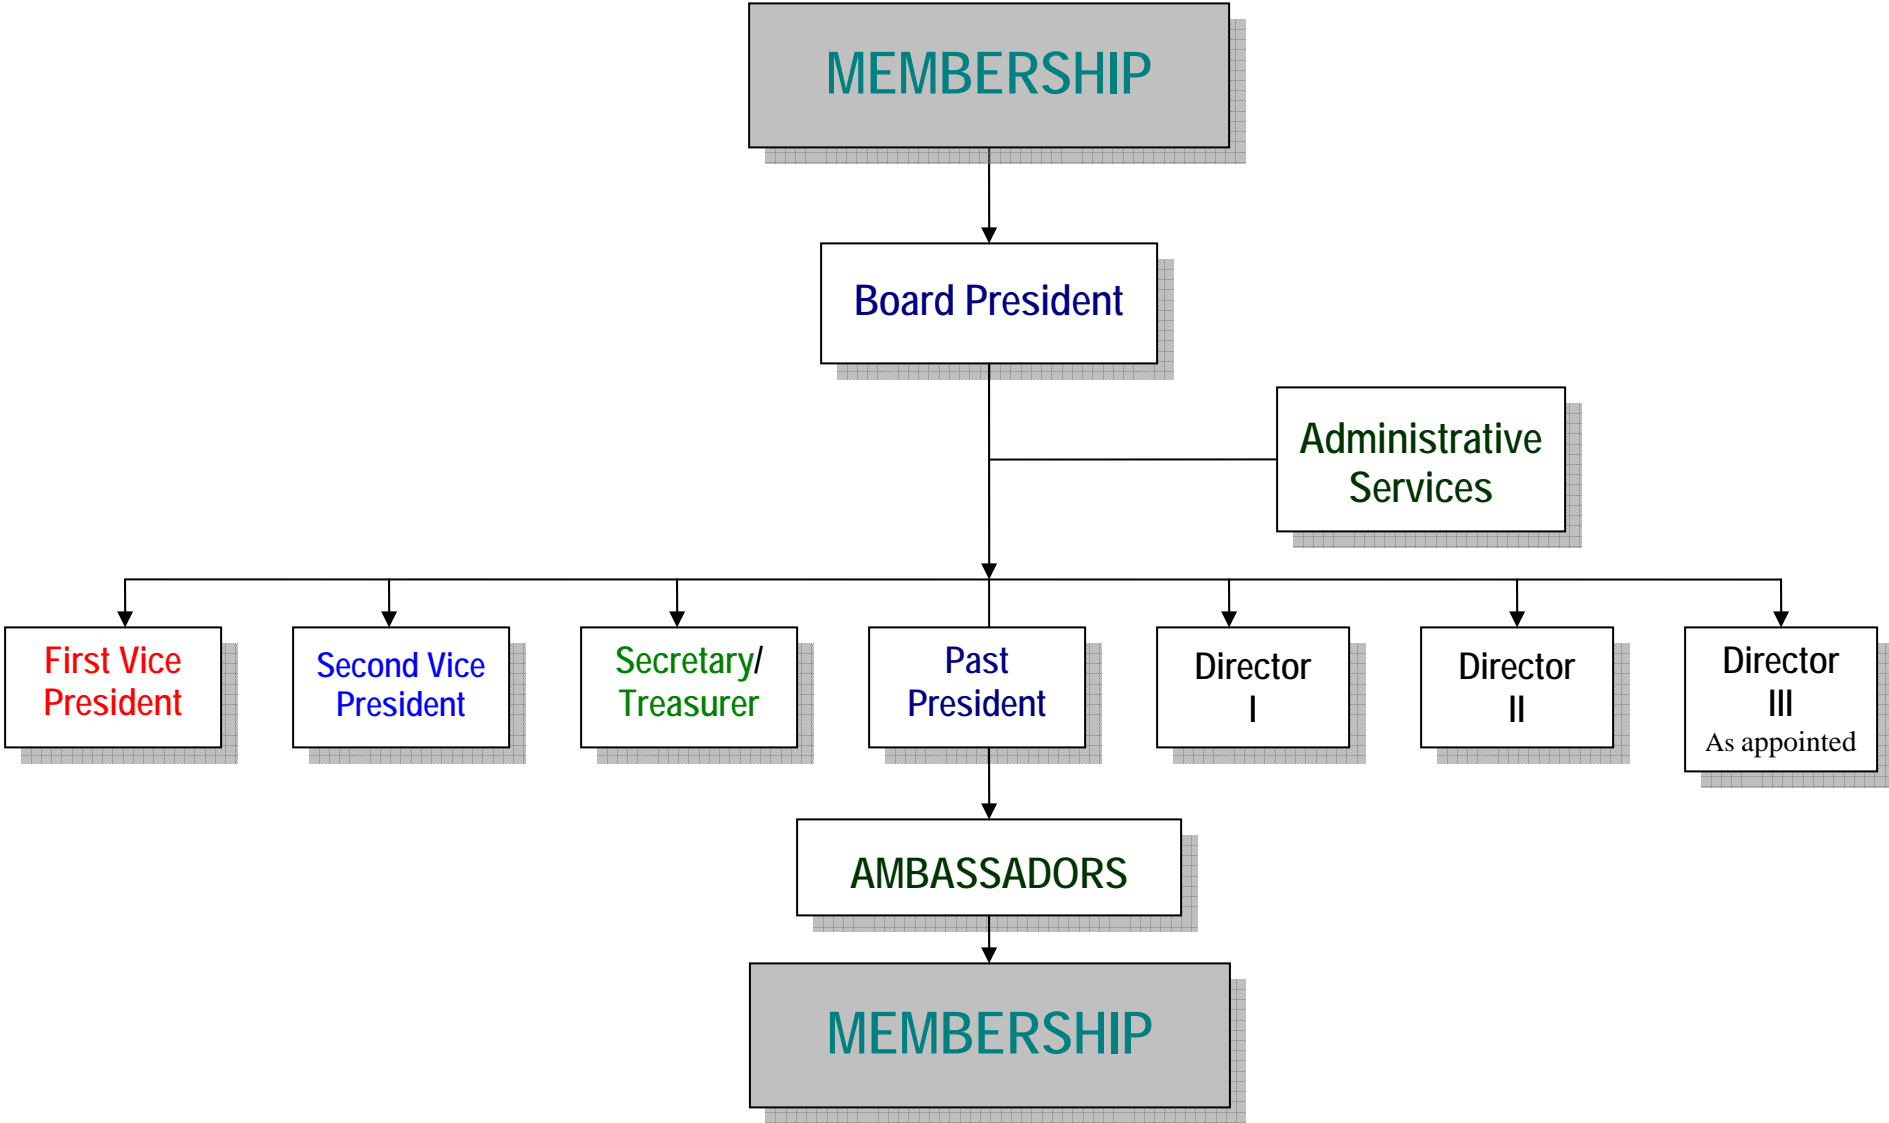 MEMBERSHIP
Board President
Administrative
Services
First Vice
President
Second Vice
President
Secretary/
Treasurer
Past
President
Director
I
Director
II
Director
III
As appointed
AMBASSADORS
MEMBERSHIP